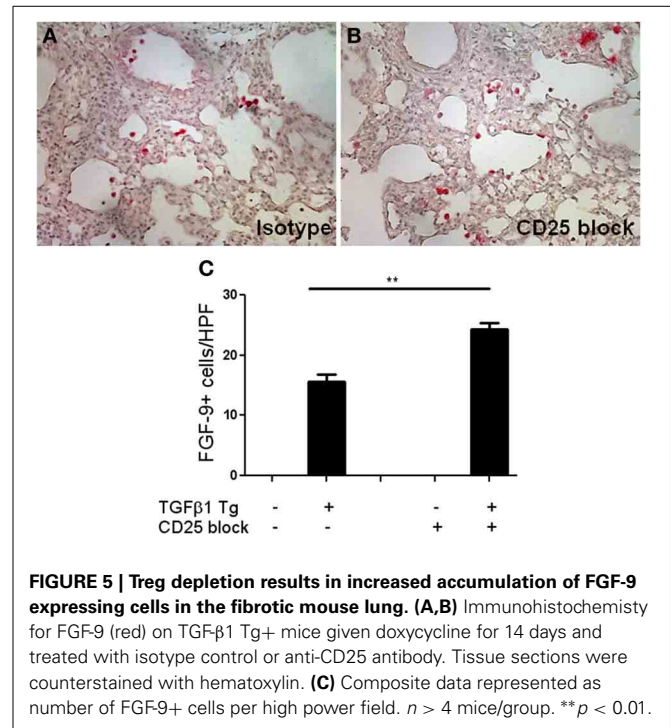 A
B
Isotype
CD25 block
C
**
30
20
10
0
FGF-9+ cells/HPF
TGFβ1 Tg - + - +
CD25 block - - + +
FIGURE 5 | Treg depletion results in increased accumulation of FGF-9
expressing cells in the fibrotic mouse lung. (A,B) Immunohistochemisty
for FGF-9 (red) on TGF-β1 Tg+ mice given doxycycline for 14 days and
treated with isotype control or anti-CD25 antibody. Tissue sections were
counterstained with hematoxylin. (C) Composite data represented as
number of FGF-9+ cells per high power field. n > 4 mice/group. **p < 0.01.